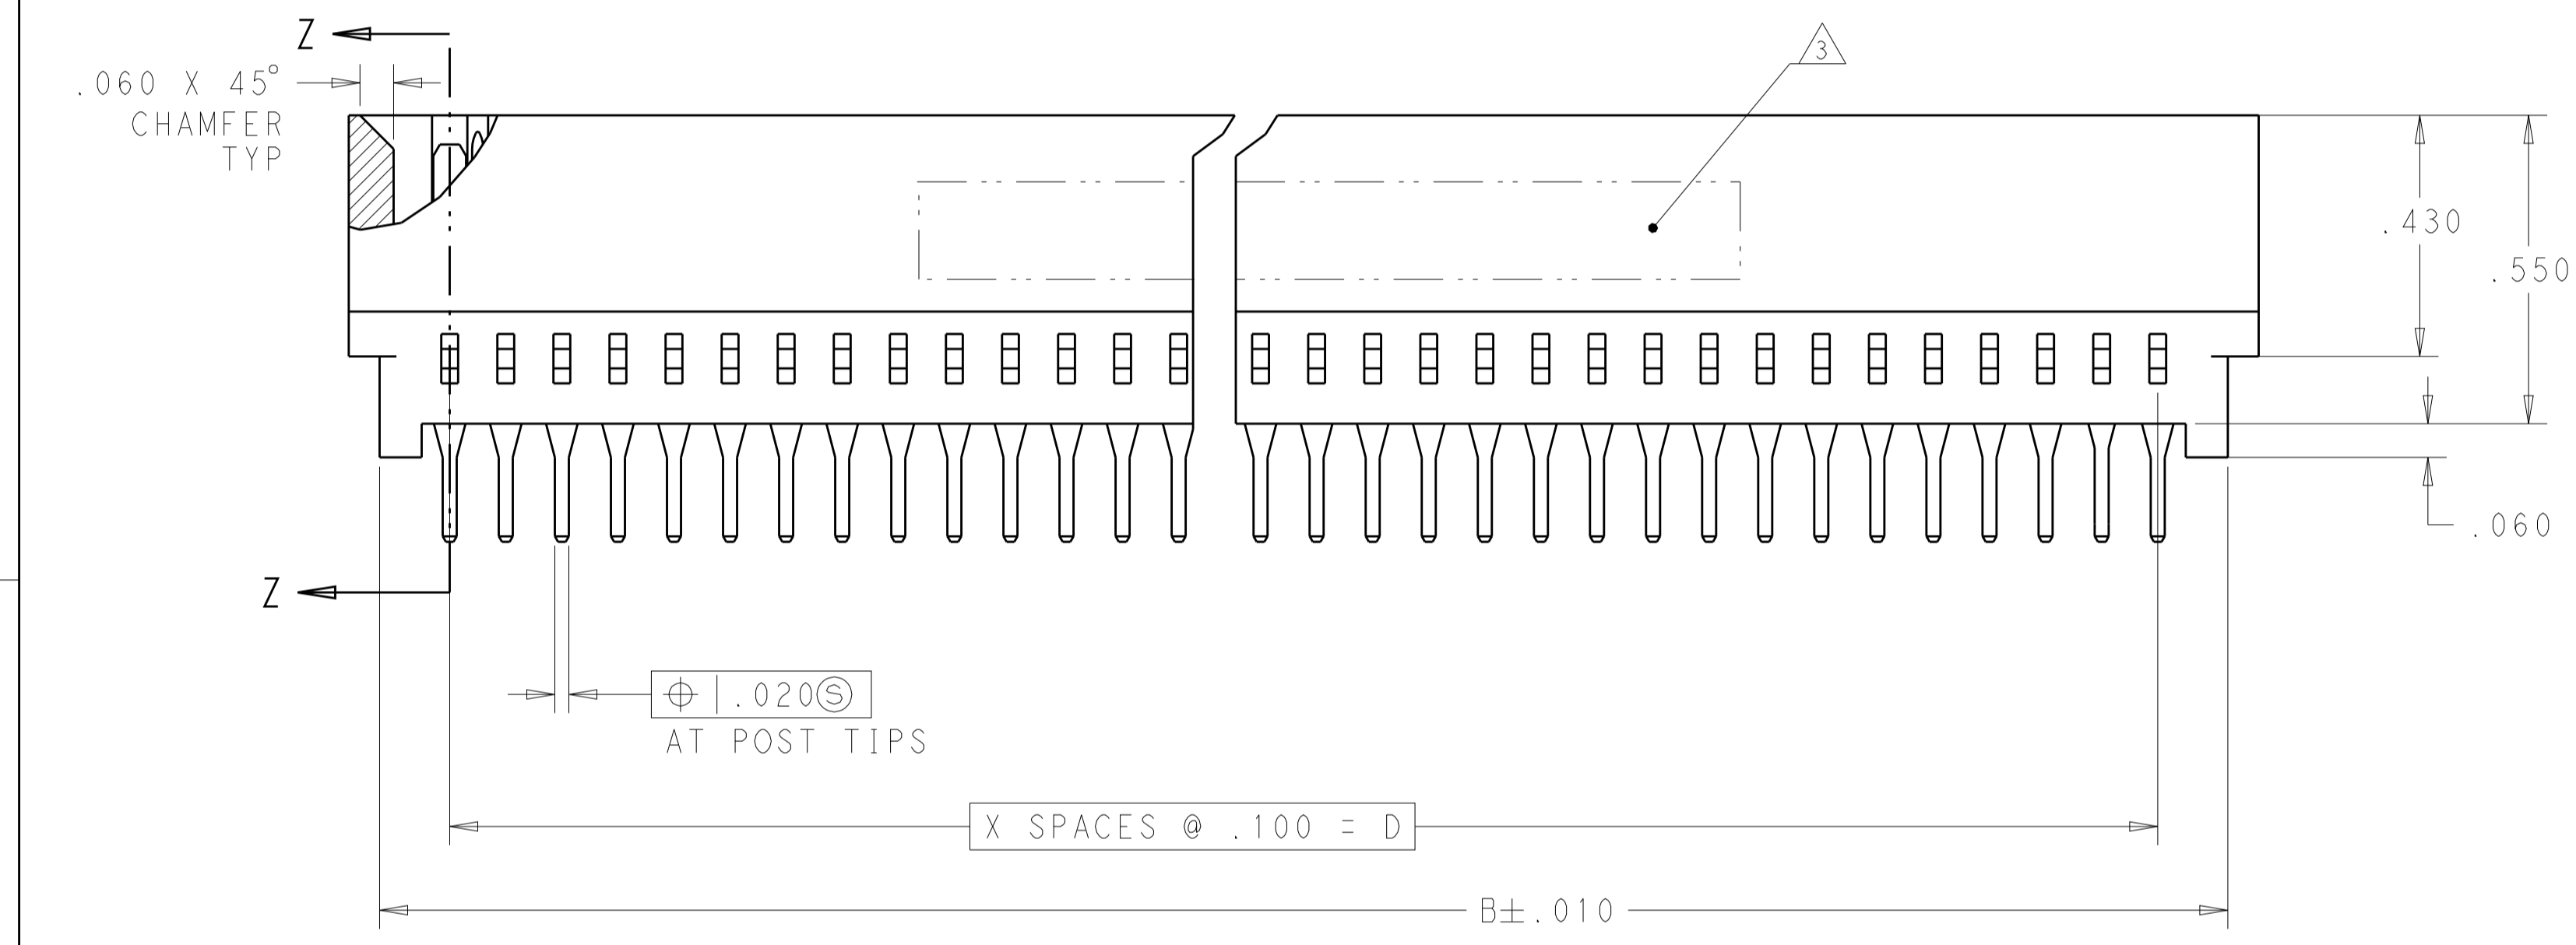 Z
3
.060 X 45°
CHAMFER
TYP
.430
.550
.060
Z
⌖ .020Ⓢ
AT POST TIPS
X SPACES @ .100 = D
B±.010